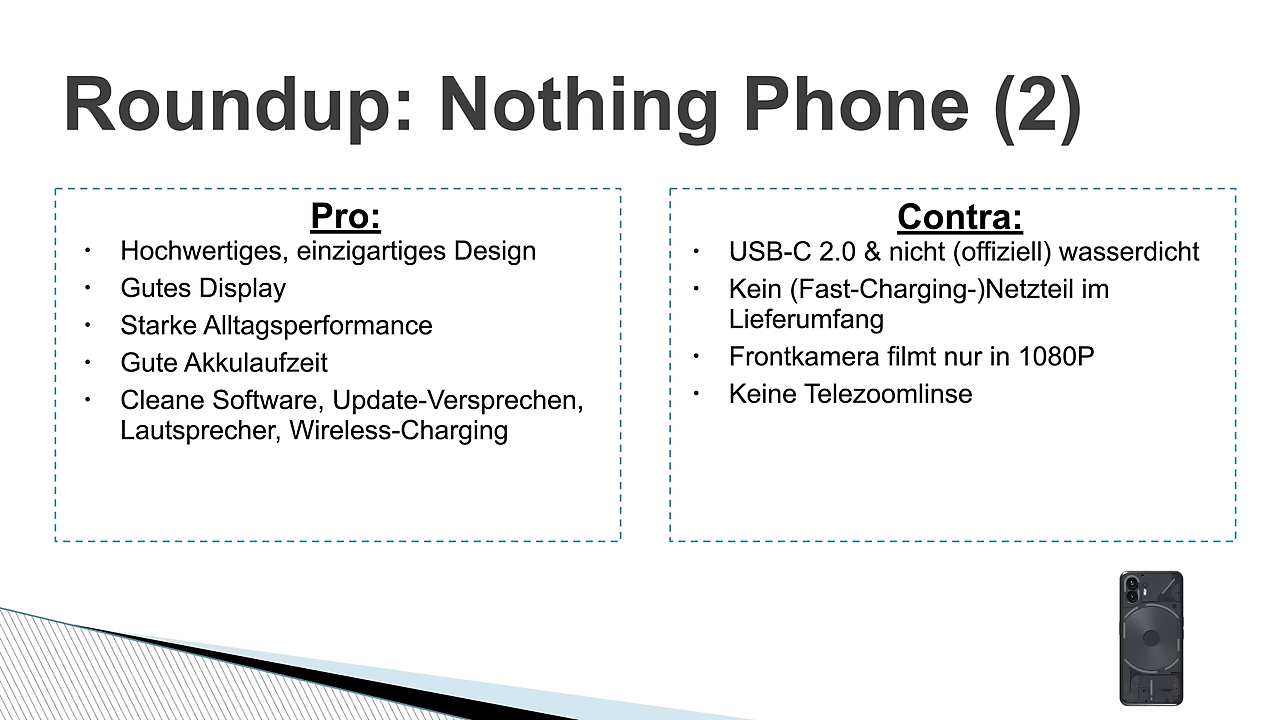 Roundup: Nothing Phone (2)
Pro:
· Hochwertiges, einzigartiges Design
· Gutes Display
· Starke Alltagsperformance
· Gute Akkulaufzeit
· Cleane Software, Update-Versprechen,
Lautsprecher, Wireless-Charging
Contra:
· USB-C 2.0 & nicht (offiziell) wasserdicht
· Kein (Fast-Charging-)Netzteil im
Lieferumfang
· Frontkamera filmt nur in 1080P
· Keine Telezoomlinse